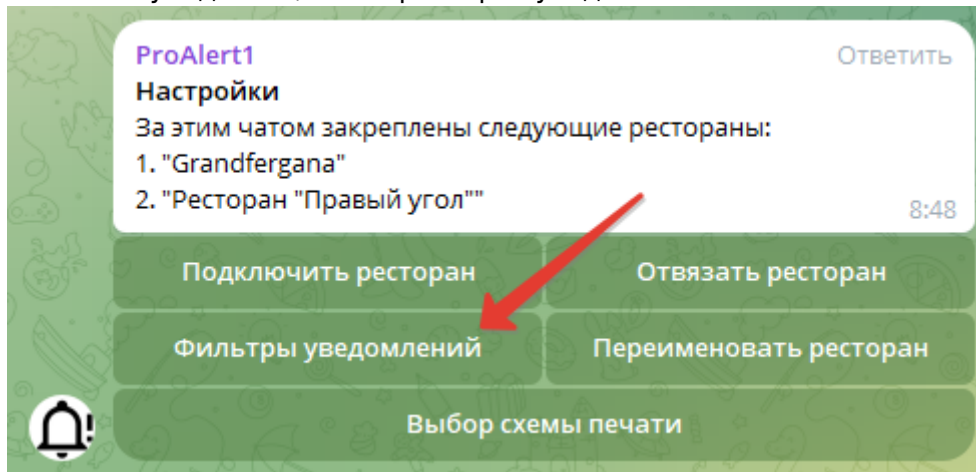 ProAlert1
Ответить
Настройки
За этим чатом закреплены следующие рестораны:
1. "Grandfergana"
2. "Ресторан "Правый угол""
8:48
Подключить ресторан
Отвязать ресторан
Фильтры уведомлений
Переименовать ресторан
Выбор схемы печати